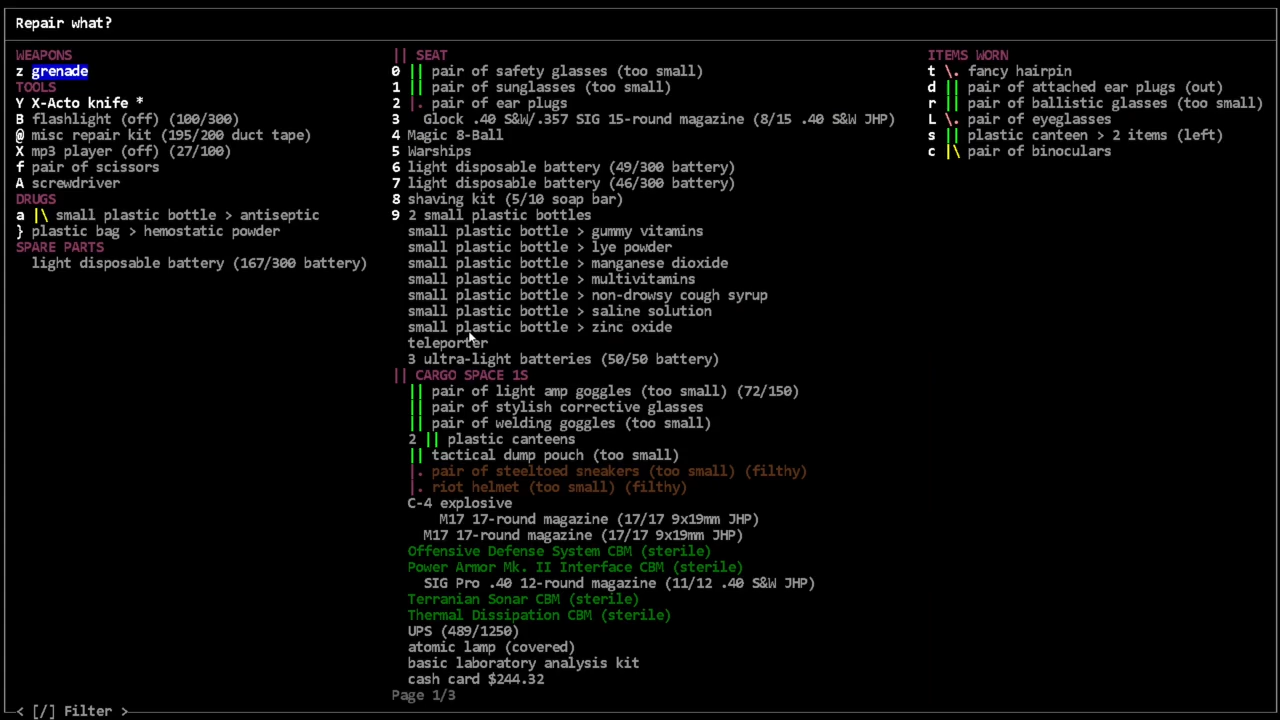 Repair what?
WEAPONS
z grenade
TOOLS
Y X-Acto knife *
B flashlight (off) (100/300)
@ misc repair kit (195/200 duct tape)
X mp3 player (off) (27/100)
f pair of scissors
A screwdriver
DRUGS
a |\ small plastic bottle > antiseptic
} plastic bag > hemostatic powder
SPARE PARTS
light disposable battery (167/300 battery)
|| SEAT
0 || pair of safety glasses (too small)
1 || pair of sunglasses (too small)
2 |. pair of ear plugs
3 Glock .40 S&W/.357 SIG 15-round magazine (8/15 .40 S&W JHP)
4 Magic 8-Ball
5 Warships
6 light disposable battery (49/300 battery)
7 light disposable battery (46/300 battery)
8 shaving kit (5/10 soap bar)
9 2 small plastic bottles
small plastic bottle > gummy vitamins
small plastic bottle > lye powder
small plastic bottle > manganese dioxide
small plastic bottle > multivitamins
small plastic bottle > non-drowsy cough syrup
small plastic bottle > saline solution
small plastic bottle > zinc oxide
teleporter
3 ultra-light batteries (50/50 battery)
|| CARGO SPACE 1S
|| pair of light amp goggles (too small) (72/150)
|| pair of stylish corrective glasses
|| pair of welding goggles (too small)
2 || plastic canteens
|| tactical dump pouch (too small)
|. pair of steeltoed sneakers (too small) (filthy)
|. riot helmet (too small) (filthy)
C-4 explosive
M17 17-round magazine (17/17 9x19mm JHP)
M17 17-round magazine (17/17 9x19mm JHP)
Offensive Defense System CBM (sterile)
Power Armor Mk. II Interface CBM (sterile)
SIG Pro .40 12-round magazine (11/12 .40 S&W JHP)
Terranian Sonar CBM (sterile)
Thermal Dissipation CBM (sterile)
UPS (489/1250)
atomic lamp (covered)
basic laboratory analysis kit
cash card $244.32
Page 1/3
ITEMS WORN
t \. fancy hairpin
d || pair of attached ear plugs (out)
r || pair of ballistic glasses (too small)
L \. pair of eyeglasses
s || plastic canteen > 2 items (left)
c |\ pair of binoculars
< [/] Filter >